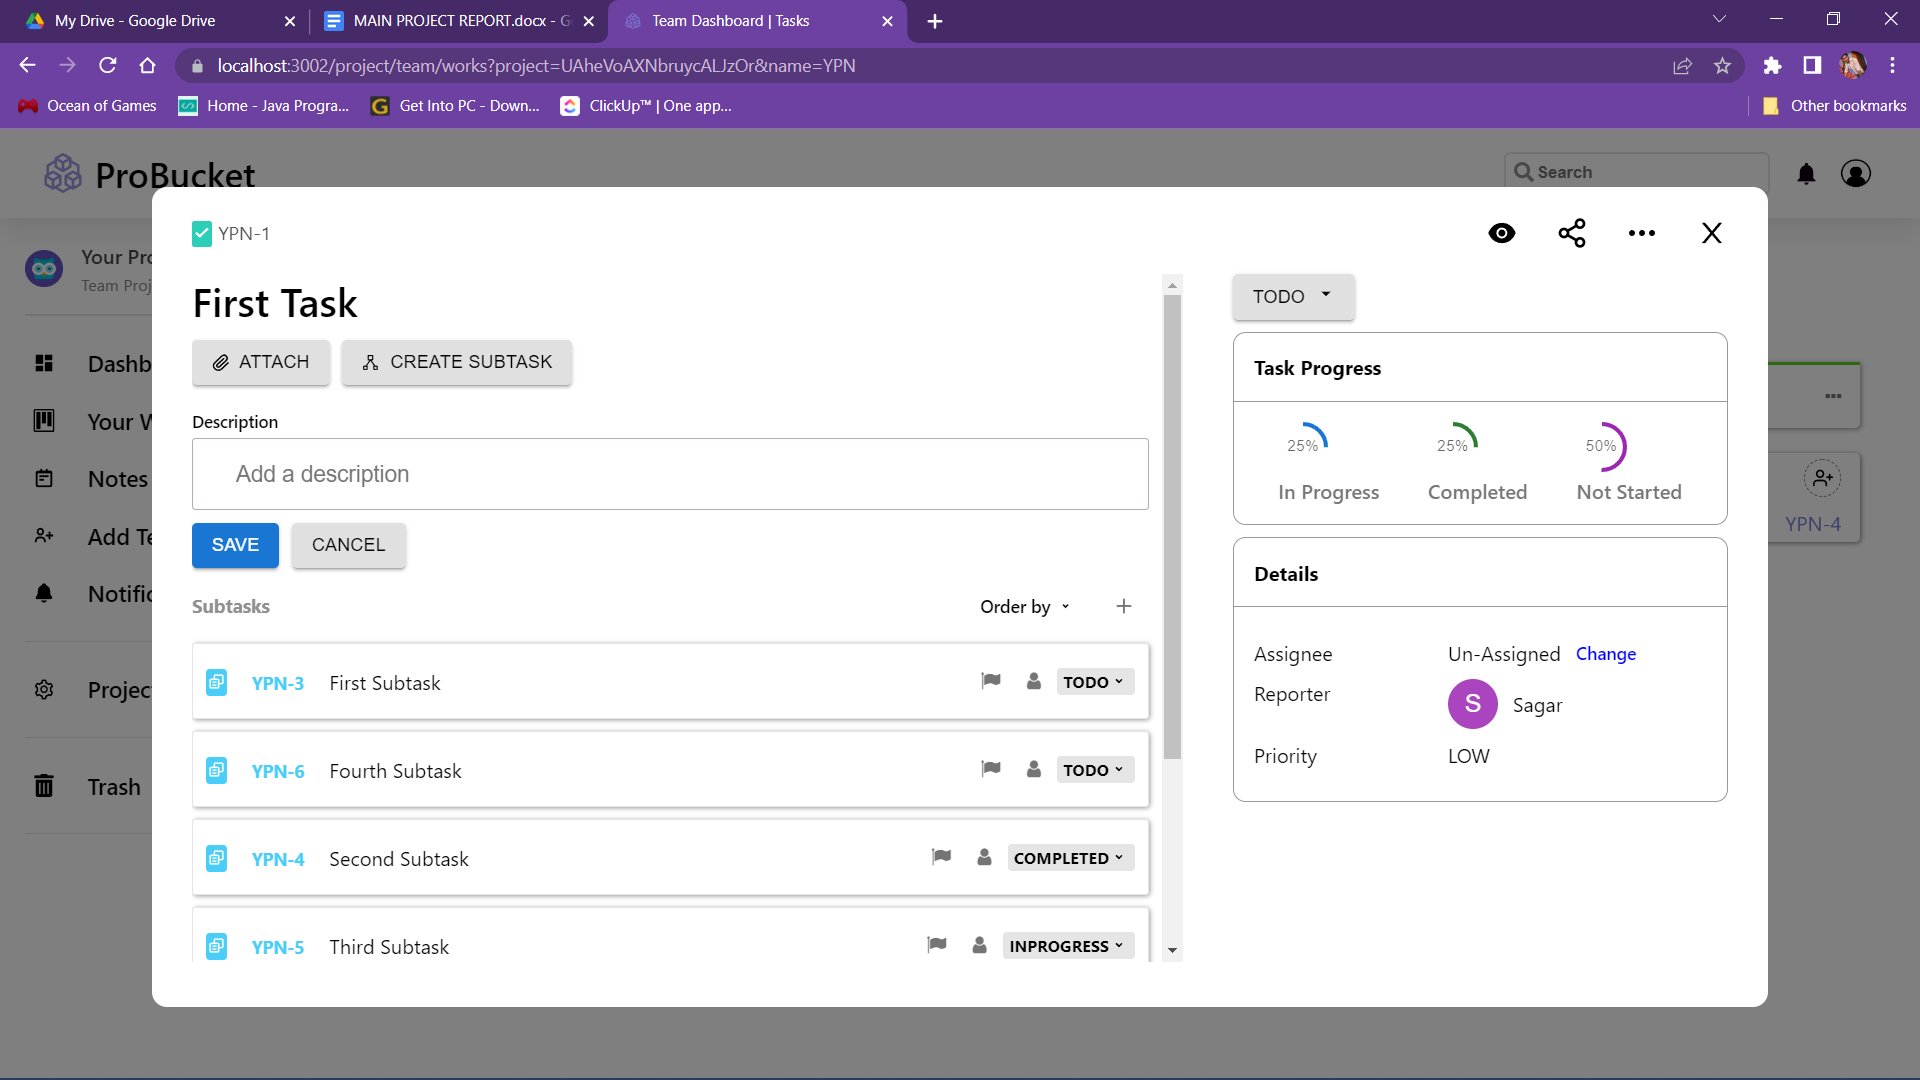 My Drive - Google Drive
MAIN PROJECT REPORT.docx - G
Team Dashboard | Tasks
localhost:3002/project/team/works?project=UAheVoAXNbruycALJzOr&name=YPN
Ocean of Games
Home - Java Progra...
Get Into PC - Down...
ClickUp™ | One app...
Other bookmarks
ProBucket
Search
YPN-1
Your Pro
Team Proj
First Task
TODO
ATTACH
CREATE SUBTASK
Task Progress
Dashb
Your W
Notes
Add Te
Notific
Project
Trash
Description
Add a description
25%
25%
50%
In Progress
Completed
Not Started
YPN-4
SAVE
CANCEL
Details
Subtasks
Order by
YPN-3 First Subtask TODO
YPN-6 Fourth Subtask TODO
YPN-4 Second Subtask COMPLETED
YPN-5 Third Subtask INPROGRESS
Assignee Un-Assigned Change
Reporter S Sagar
Priority LOW